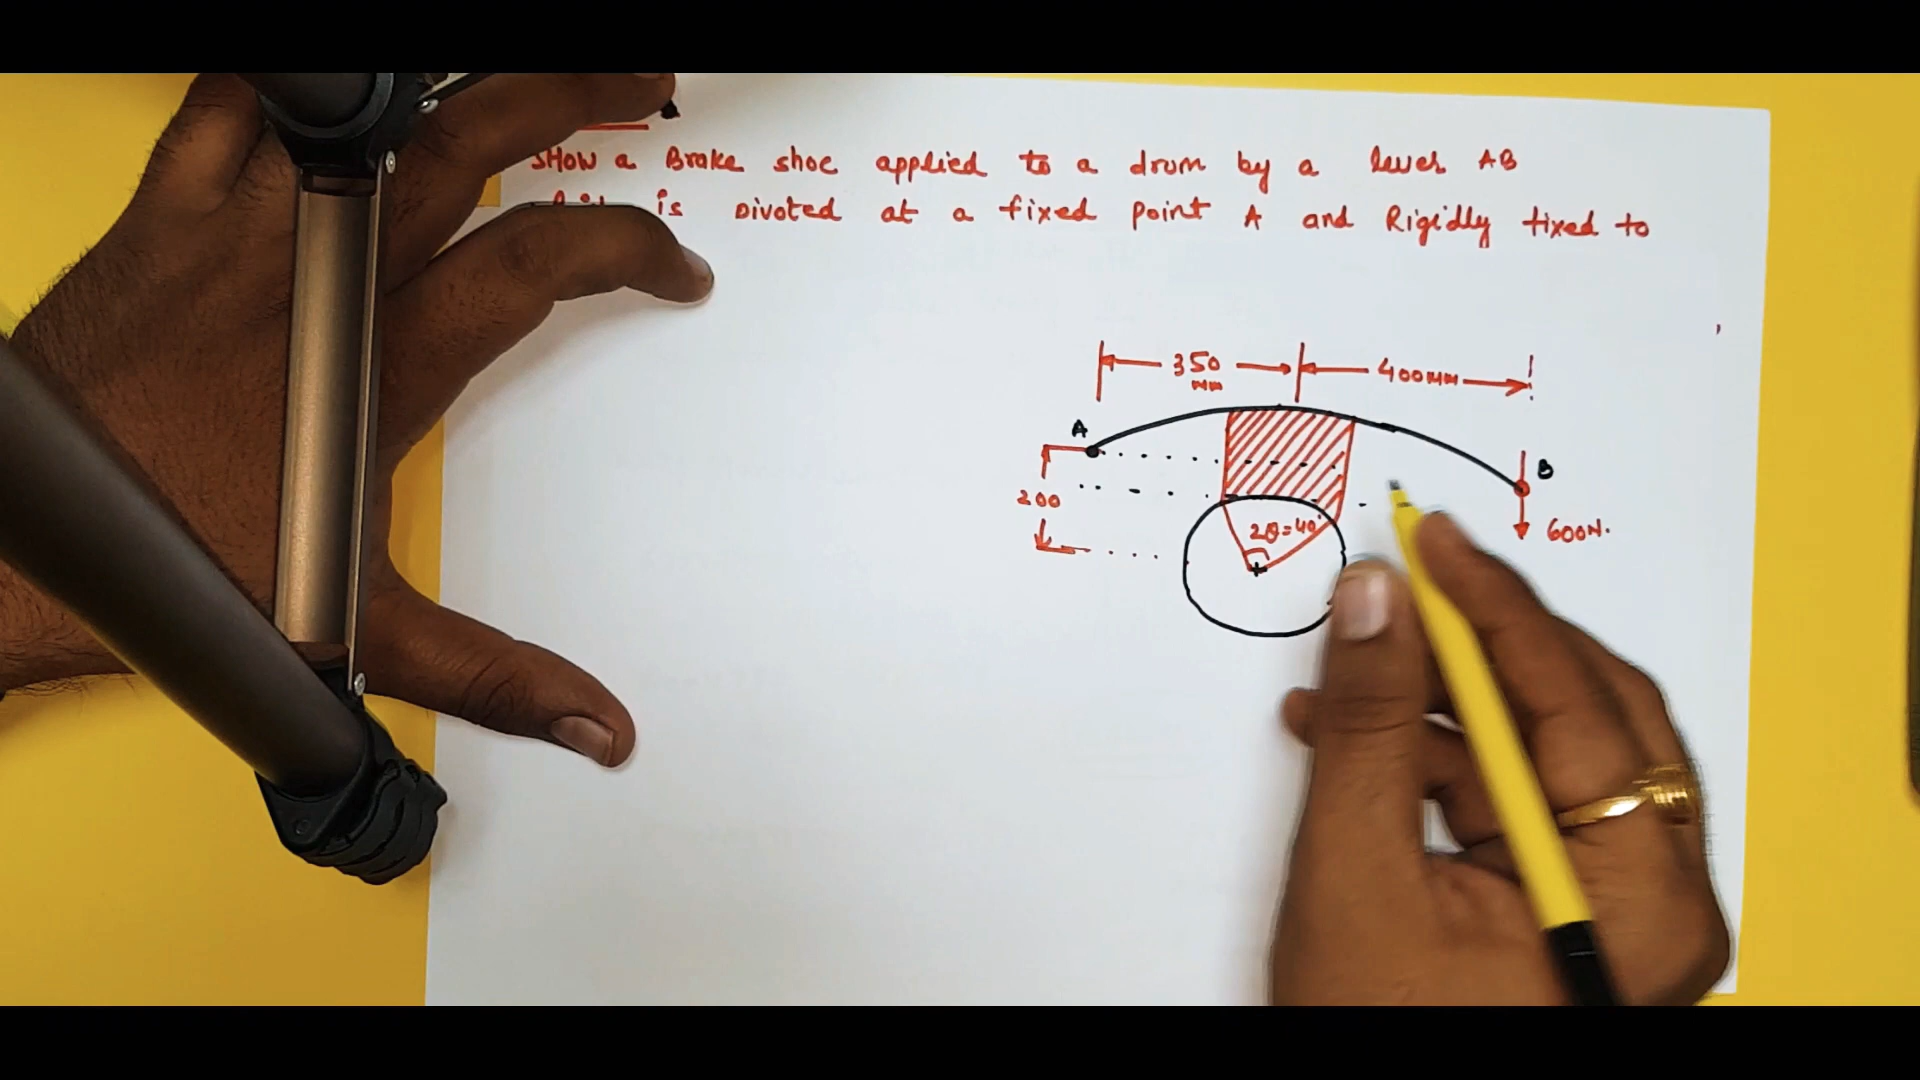 SHow a Brake shoe applied to a drum by a lever AB
is pivoted at a fixed point A and Rigidly fixed to
350
mm
400mm
A
B
200
2θ=40°
600N.